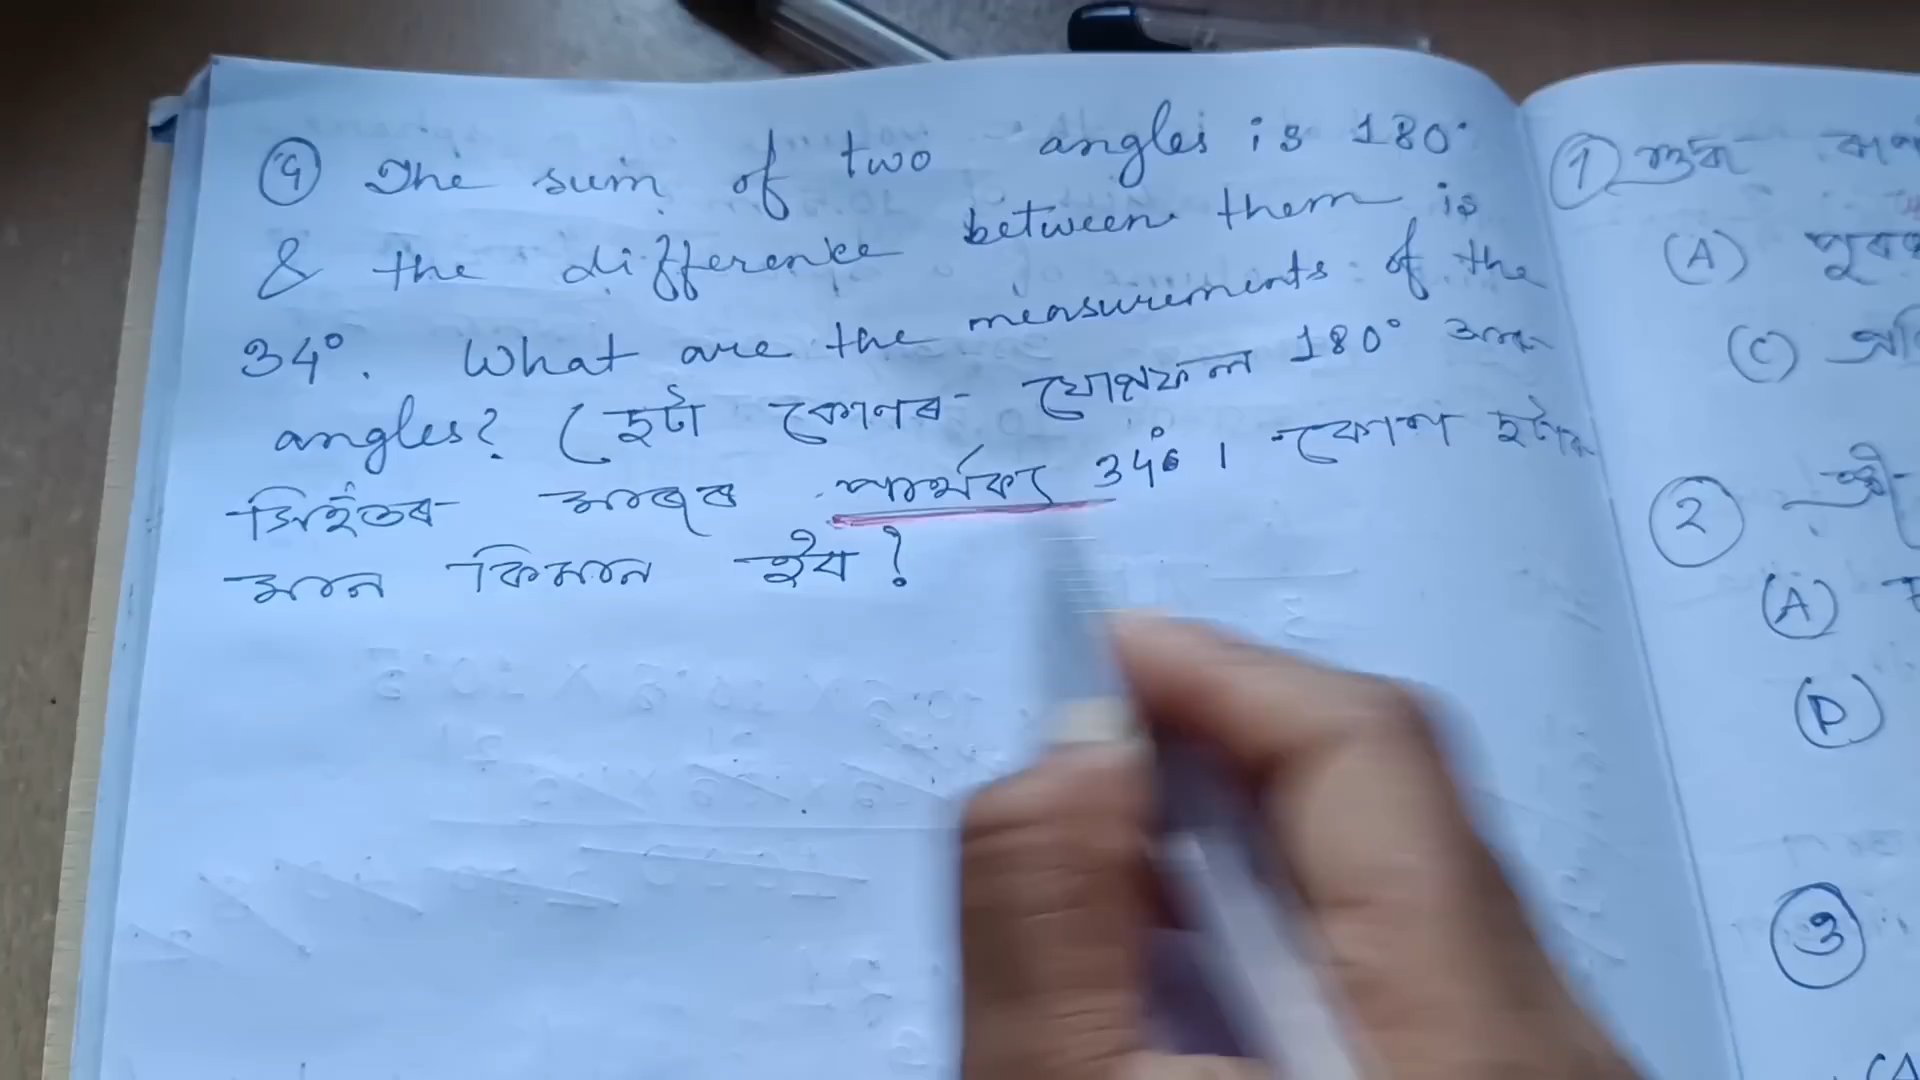 9 The sum of two angles is 180°
& the difference between them is
34°. What are the measurements of the
angles? (দুটা কোণৰ যোগফল 180° আৰু
সিহঁতৰ মাজৰ পাৰ্থক্য 34° । কোণ দুটাৰ
মান কিমান হ'ব?
1
(A)
(C)
2
(A)
(D)
3
(A